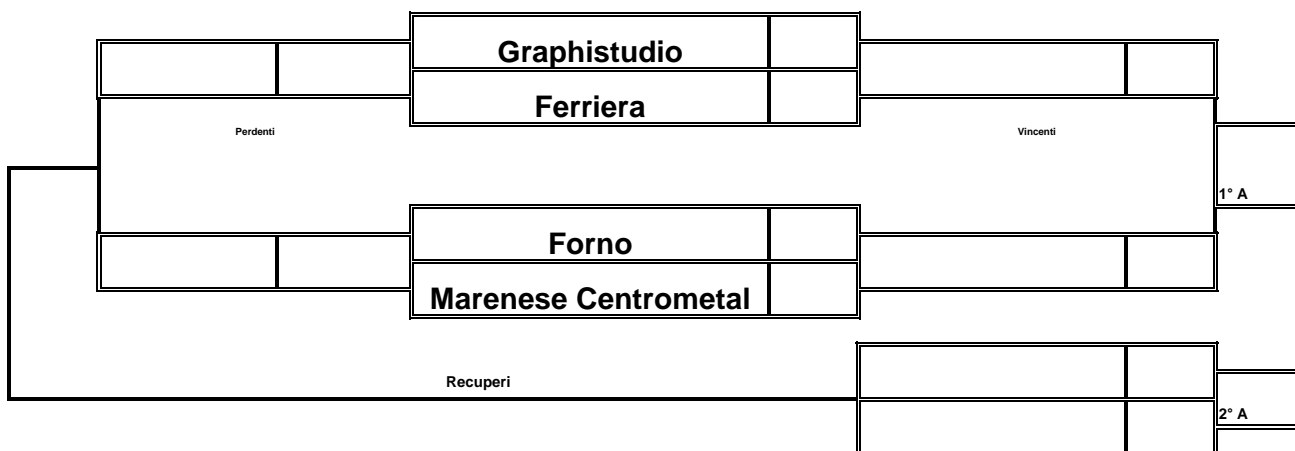 Graphistudio
Ferriera
Perdenti
Vincenti
1° A
Forno
Marenese Centrometal
Recuperi
2° A